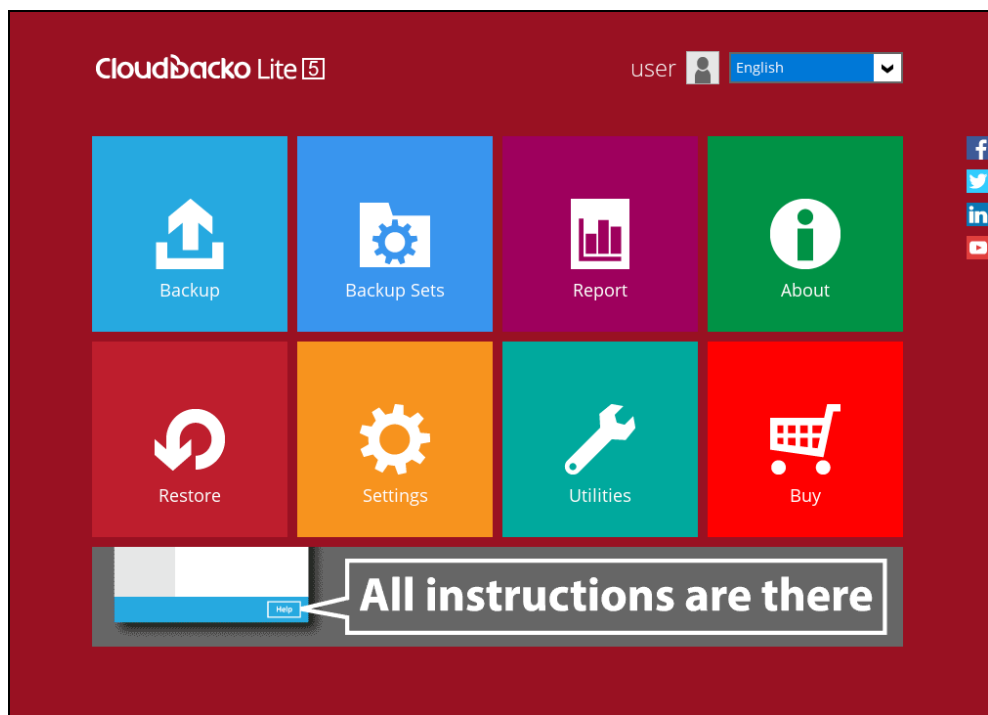 CloudBacko Lite 5
user
English
Backup
Backup Sets
Report
About
Restore
Settings
Utilities
Buy
Help
All instructions are there
f
in